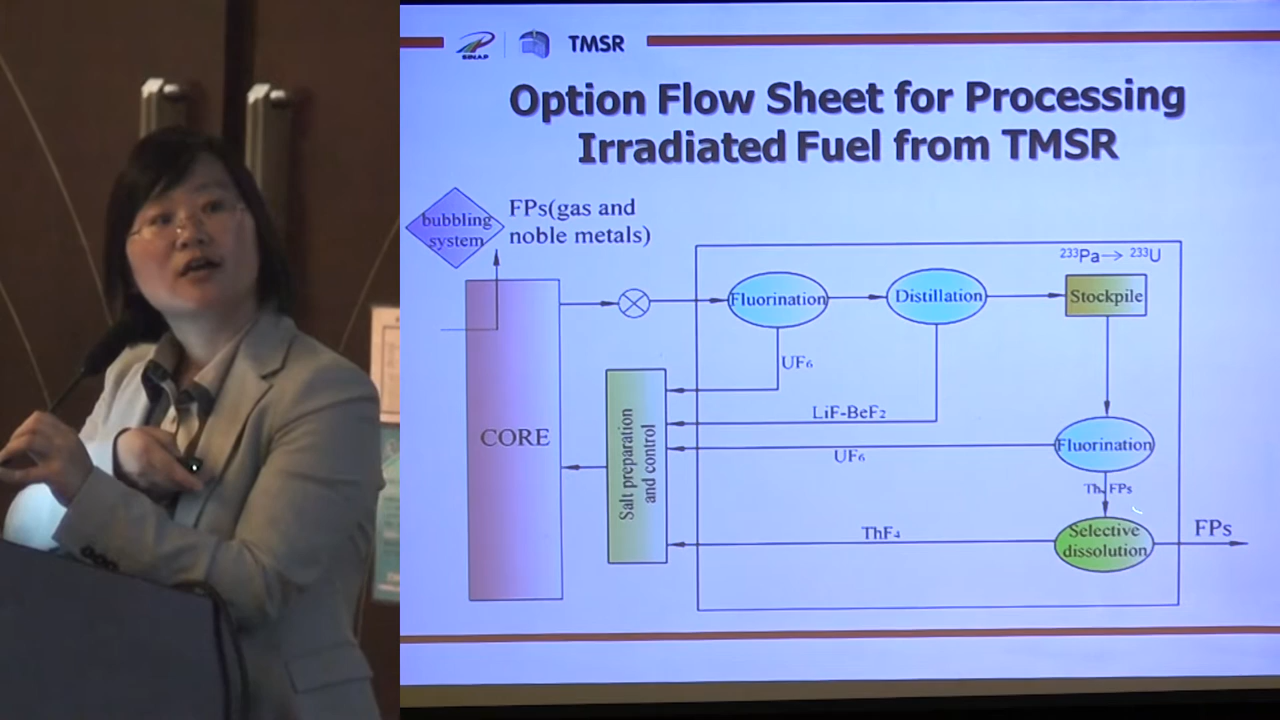 SINAP
TMSR
Option Flow Sheet for Processing
Irradiated Fuel from TMSR
bubbling
system
FPs(gas and
noble metals)
²³³Pa→ ²³³U
Fluorination
Distillation
Stockpile
UF₆
LiF-BeF₂
CORE
Salt preparation
and control
UF₆
Fluorination
Th, FPs
ThF₄
Selective
dissolution
FPs